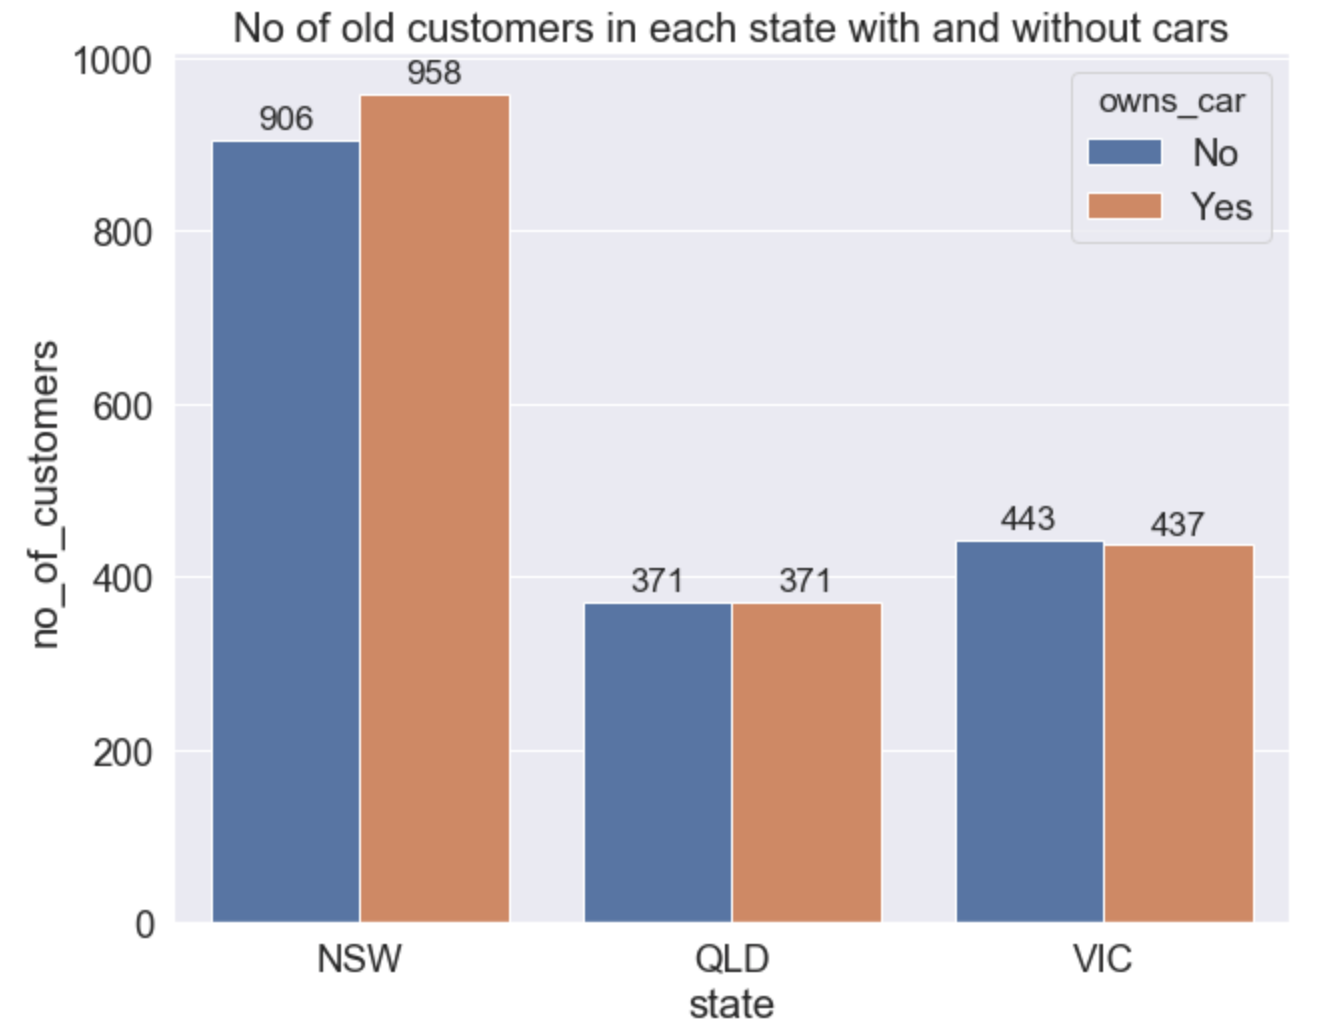 No of old customers in each state with and without cars
1000
800
600
400
200
0
no_of_customers
906
958
371
371
443
437
owns_car
No
Yes
NSW
QLD
VIC
state